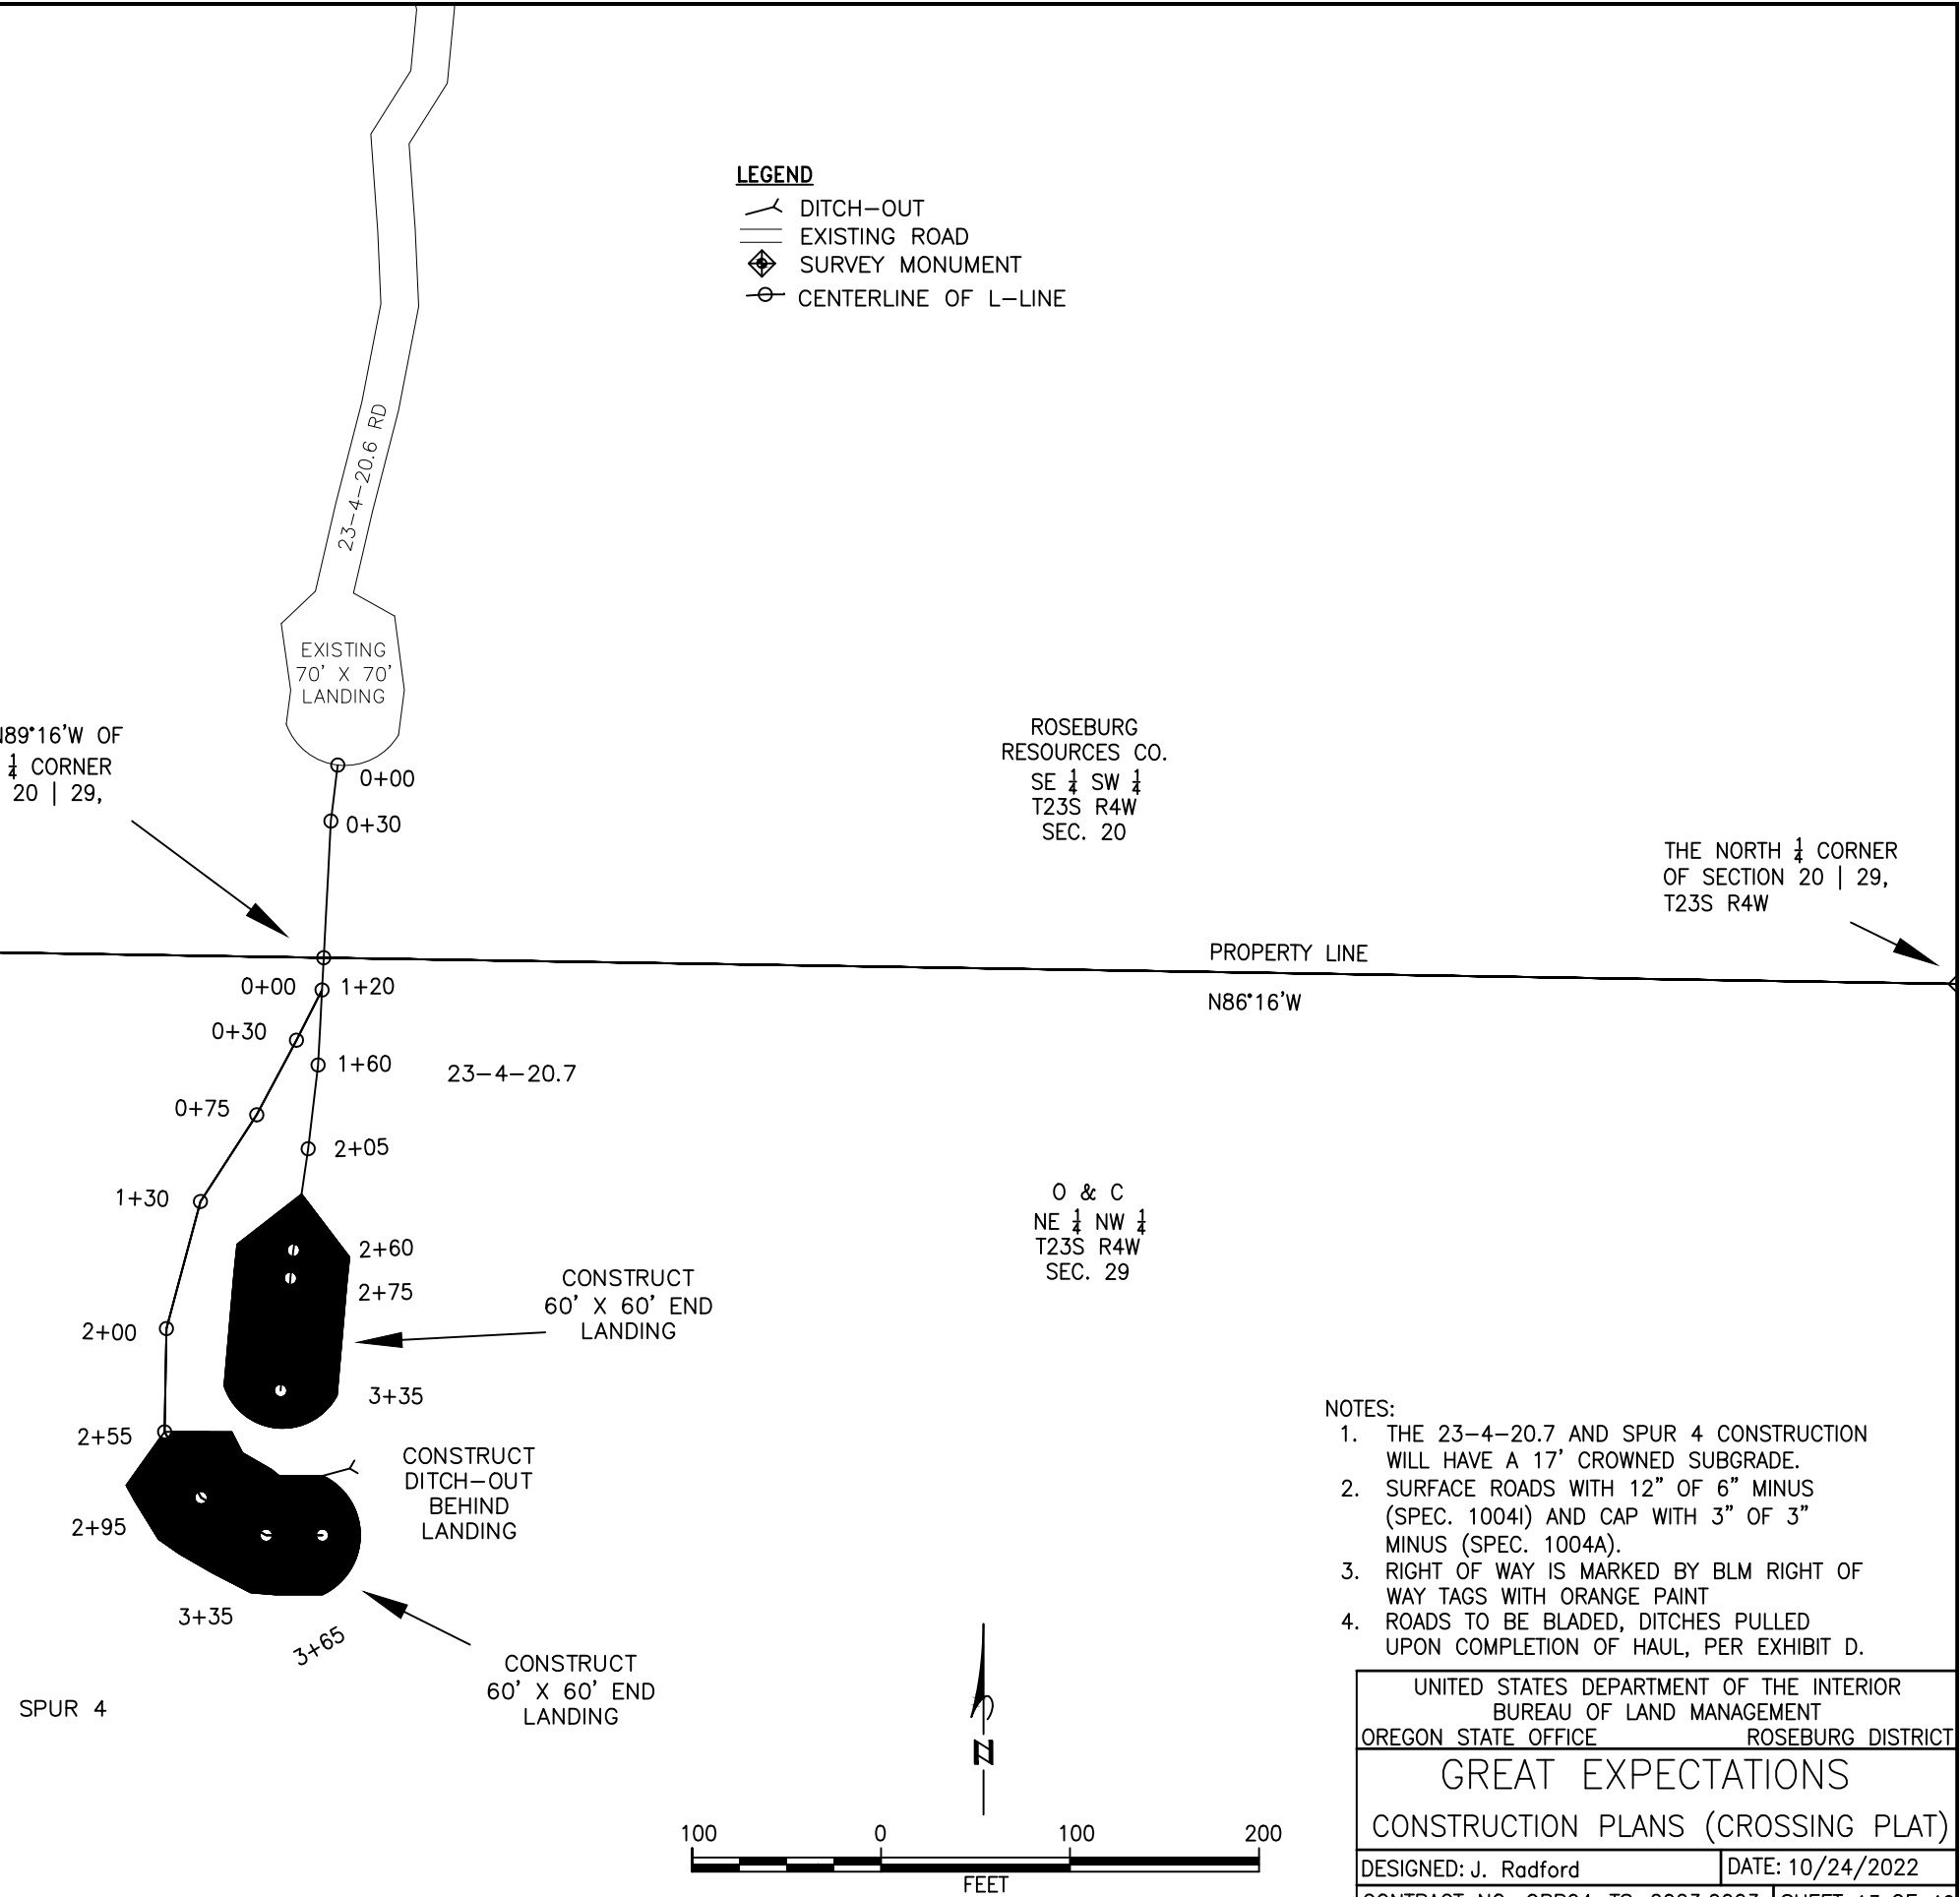 LEGEND
DITCH-OUT
EXISTING ROAD
SURVEY MONUMENT
CENTERLINE OF L-LINE
23-4-20.6 RD
EXISTING
70' X 70'
LANDING
N89°16'W OF
1/4 CORNER
20 | 29,
0+00
0+30
ROSEBURG
RESOURCES CO.
SE 1/4 SW 1/4
T23S R4W
SEC. 20
THE NORTH 1/4 CORNER
OF SECTION 20 | 29,
T23S R4W
PROPERTY LINE
N86°16'W
0+00
1+20
0+30
1+60
23-4-20.7
0+75
2+05
1+30
O & C
NE 1/4 NW 1/4
T23S R4W
SEC. 29
2+60
2+75
CONSTRUCT
60' X 60' END
LANDING
2+00
3+35
2+55
CONSTRUCT
DITCH-OUT
BEHIND
LANDING
2+95
3+35
3+65
CONSTRUCT
60' X 60' END
LANDING
SPUR 4
S
N
100 0 100 200
FEET
NOTES:
1. THE 23-4-20.7 AND SPUR 4 CONSTRUCTION
WILL HAVE A 17' CROWNED SUBGRADE.
2. SURFACE ROADS WITH 12" OF 6" MINUS
(SPEC. 1004I) AND CAP WITH 3" OF 3"
MINUS (SPEC. 1004A).
3. RIGHT OF WAY IS MARKED BY BLM RIGHT OF
WAY TAGS WITH ORANGE PAINT
4. ROADS TO BE BLADED, DITCHES PULLED
UPON COMPLETION OF HAUL, PER EXHIBIT D.
UNITED STATES DEPARTMENT OF THE INTERIOR
BUREAU OF LAND MANAGEMENT
OREGON STATE OFFICE ROSEBURG DISTRICT
GREAT EXPECTATIONS
CONSTRUCTION PLANS (CROSSING PLAT)
DESIGNED: J. Radford DATE: 10/24/2022
CONTRACT NO. SHEET